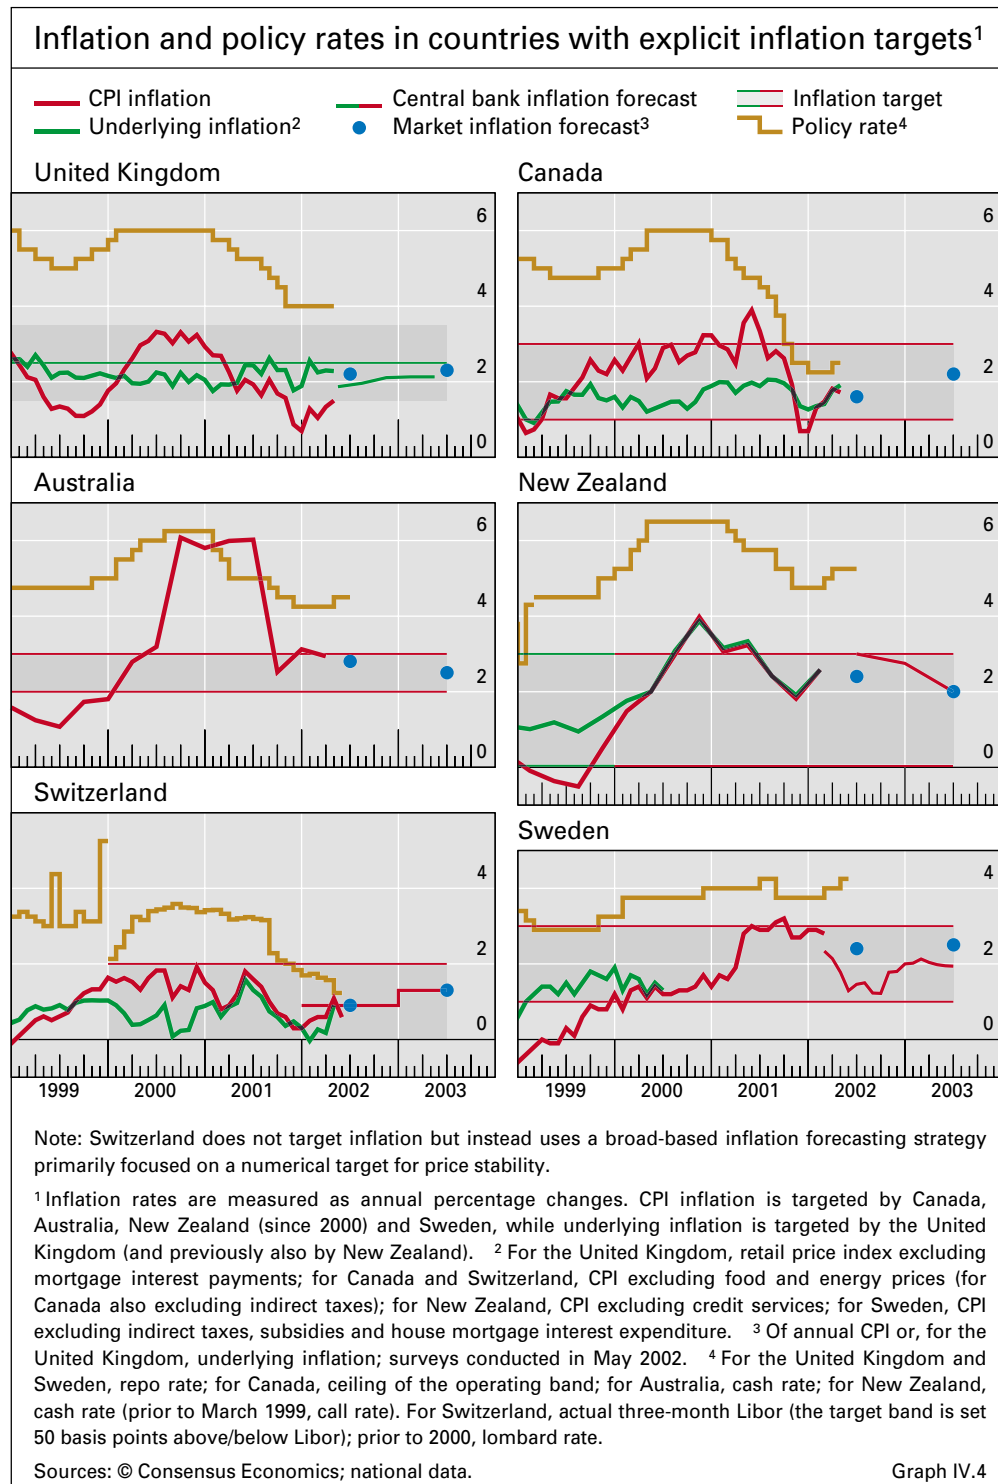 Inflation and policy rates in countries with explicit inflation targets¹
CPI inflation
Central bank inflation forecast
Inflation target
Underlying inflation²
Market inflation forecast³
Policy rate⁴
United Kingdom
Canada
6
4
2
0
6
4
2
0
Australia
New Zealand
6
4
2
0
6
4
2
0
Switzerland
Sweden
4
2
0
4
2
0
1999 2000 2001 2002 2003
1999 2000 2001 2002 2003
Note: Switzerland does not target inflation but instead uses a broad-based inflation forecasting strategy
primarily focused on a numerical target for price stability.
¹ Inflation rates are measured as annual percentage changes. CPI inflation is targeted by Canada,
Australia, New Zealand (since 2000) and Sweden, while underlying inflation is targeted by the United
Kingdom (and previously also by New Zealand). ² For the United Kingdom, retail price index excluding
mortgage interest payments; for Canada and Switzerland, CPI excluding food and energy prices (for
Canada also excluding indirect taxes); for New Zealand, CPI excluding credit services; for Sweden, CPI
excluding indirect taxes, subsidies and house mortgage interest expenditure. ³ Of annual CPI or, for the
United Kingdom, underlying inflation; surveys conducted in May 2002. ⁴ For the United Kingdom and
Sweden, repo rate; for Canada, ceiling of the operating band; for Australia, cash rate; for New Zealand,
cash rate (prior to March 1999, call rate). For Switzerland, actual three-month Libor (the target band is set
50 basis points above/below Libor); prior to 2000, lombard rate.
Sources: © Consensus Economics; national data.
Graph IV.4